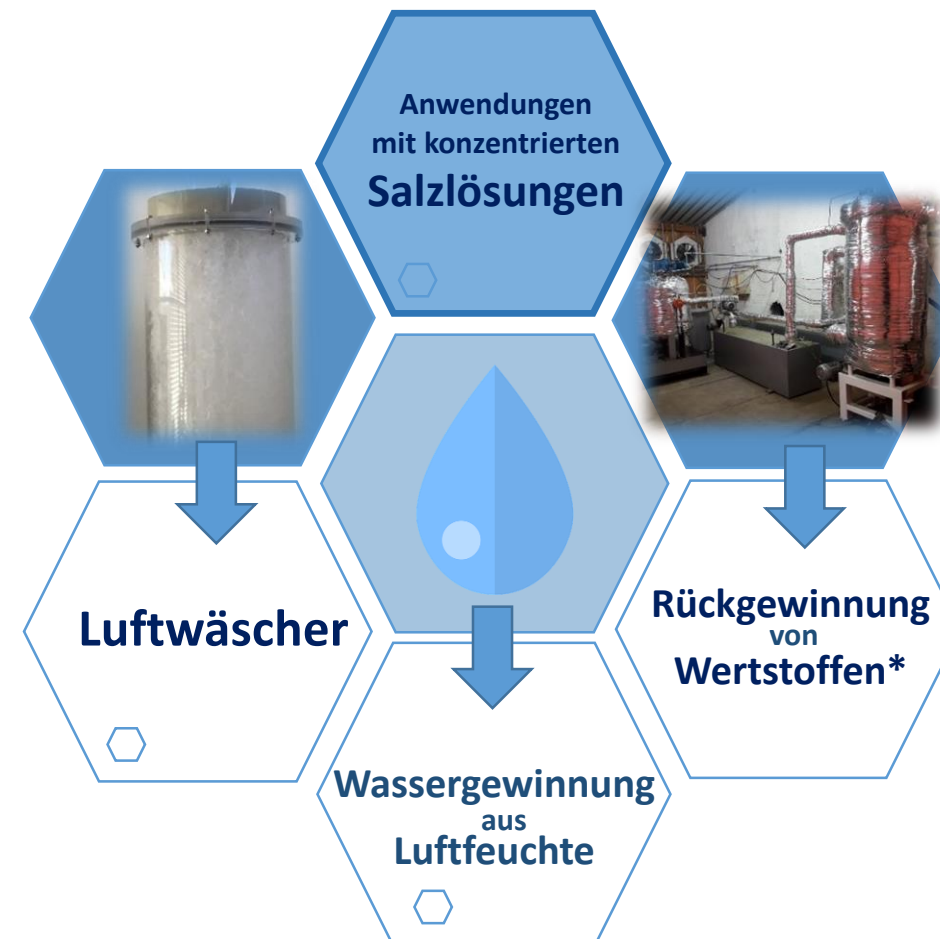 Anwendungen
mit konzentrierten
Salzlösungen
Luftwäscher
Rückgewinnung
von
Wertstoffen*
Wassergewinnung
aus
Luftfeuchte